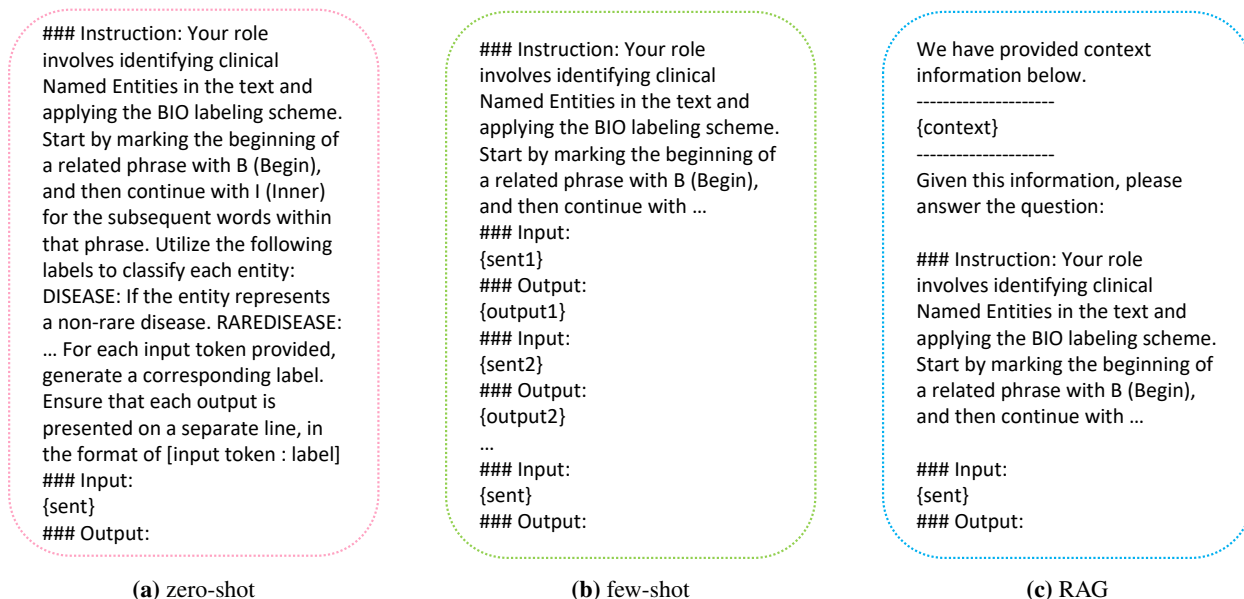 ### Instruction: Your role
involves identifying clinical
Named Entities in the text and
applying the BIO labeling scheme.
Start by marking the beginning of
a related phrase with B (Begin),
and then continue with I (Inner)
for the subsequent words within
that phrase. Utilize the following
labels to classify each entity:
DISEASE: If the entity represents
a non-rare disease. RAREDISEASE:
... For each input token provided,
generate a corresponding label.
Ensure that each output is
presented on a separate line, in
the format of [input token : label]
### Input:
{sent}
### Output:
(a) zero-shot
### Instruction: Your role
involves identifying clinical
Named Entities in the text and
applying the BIO labeling scheme.
Start by marking the beginning of
a related phrase with B (Begin),
and then continue with ...
### Input:
{sent1}
### Output:
{output1}
### Input:
{sent2}
### Output:
{output2}
...
### Input:
{sent}
### Output:
(b) few-shot
We have provided context
information below.
---------------------
{context}
---------------------
Given this information, please
answer the question:
### Instruction: Your role
involves identifying clinical
Named Entities in the text and
applying the BIO labeling scheme.
Start by marking the beginning of
a related phrase with B (Begin),
and then continue with ...
### Input:
{sent}
### Output:
(c) RAG